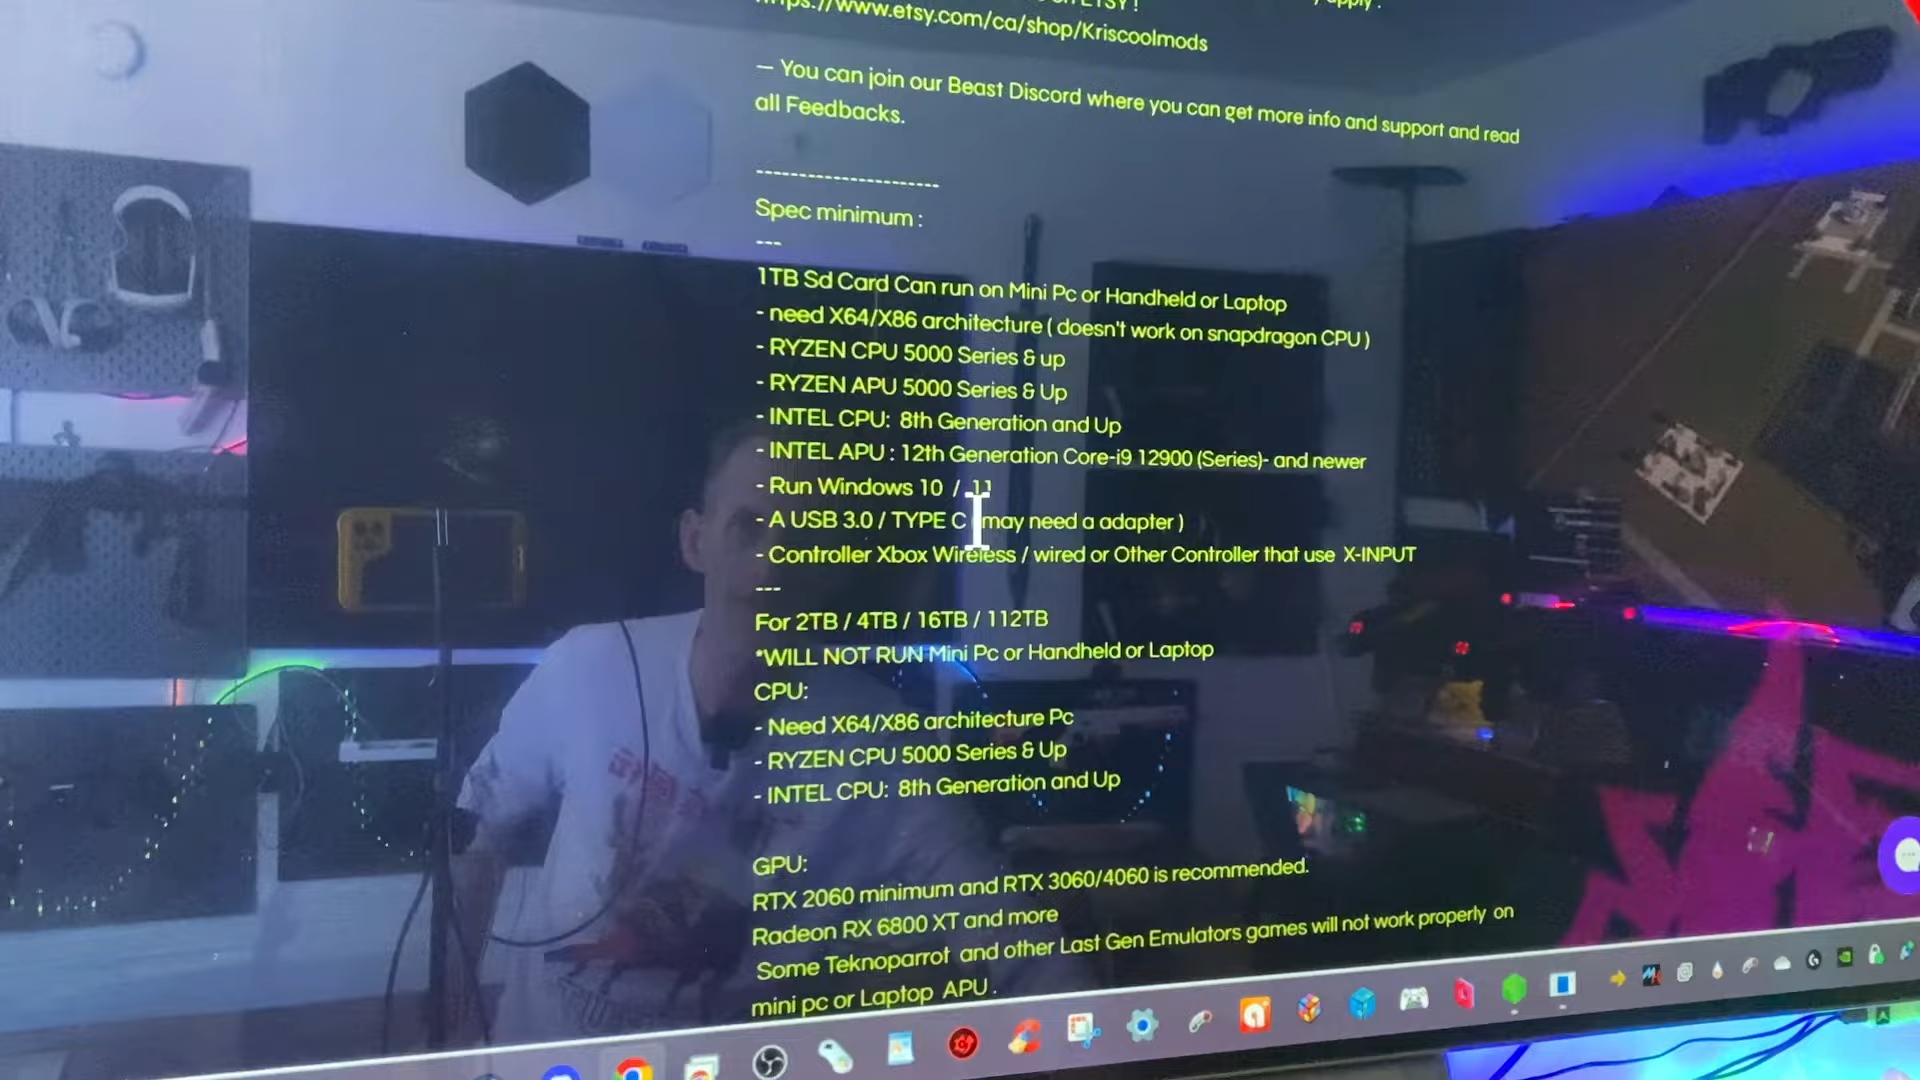 ETSY !
apply .
https://www.etsy.com/ca/shop/Kriscoolmods
– You can join our Beast Discord where you can get more info and support and read
all Feedbacks.
----------------------
Spec minimum :
---
1TB Sd Card Can run on Mini Pc or Handheld or Laptop
- need X64/X86 architecture ( doesn't work on snapdragon CPU )
- RYZEN CPU 5000 Series & up
- RYZEN APU 5000 Series & Up
- INTEL CPU: 8th Generation and Up
- INTEL APU : 12th Generation Core-i9 12900 (Series)- and newer
- Run Windows 10 / 11
- A USB 3.0 / TYPE C ( may need a adapter )
- Controller Xbox Wireless / wired or Other Controller that use X-INPUT
---
For 2TB / 4TB / 16TB / 112TB
*WILL NOT RUN Mini Pc or Handheld or Laptop
CPU:
- Need X64/X86 architecture Pc
- RYZEN CPU 5000 Series & Up
- INTEL CPU: 8th Generation and Up
GPU:
RTX 2060 minimum and RTX 3060/4060 is recommended.
Radeon RX 6800 XT and more
Some Teknoparrot and other Last Gen Emulators games will not work properly on
mini pc or Laptop APU .